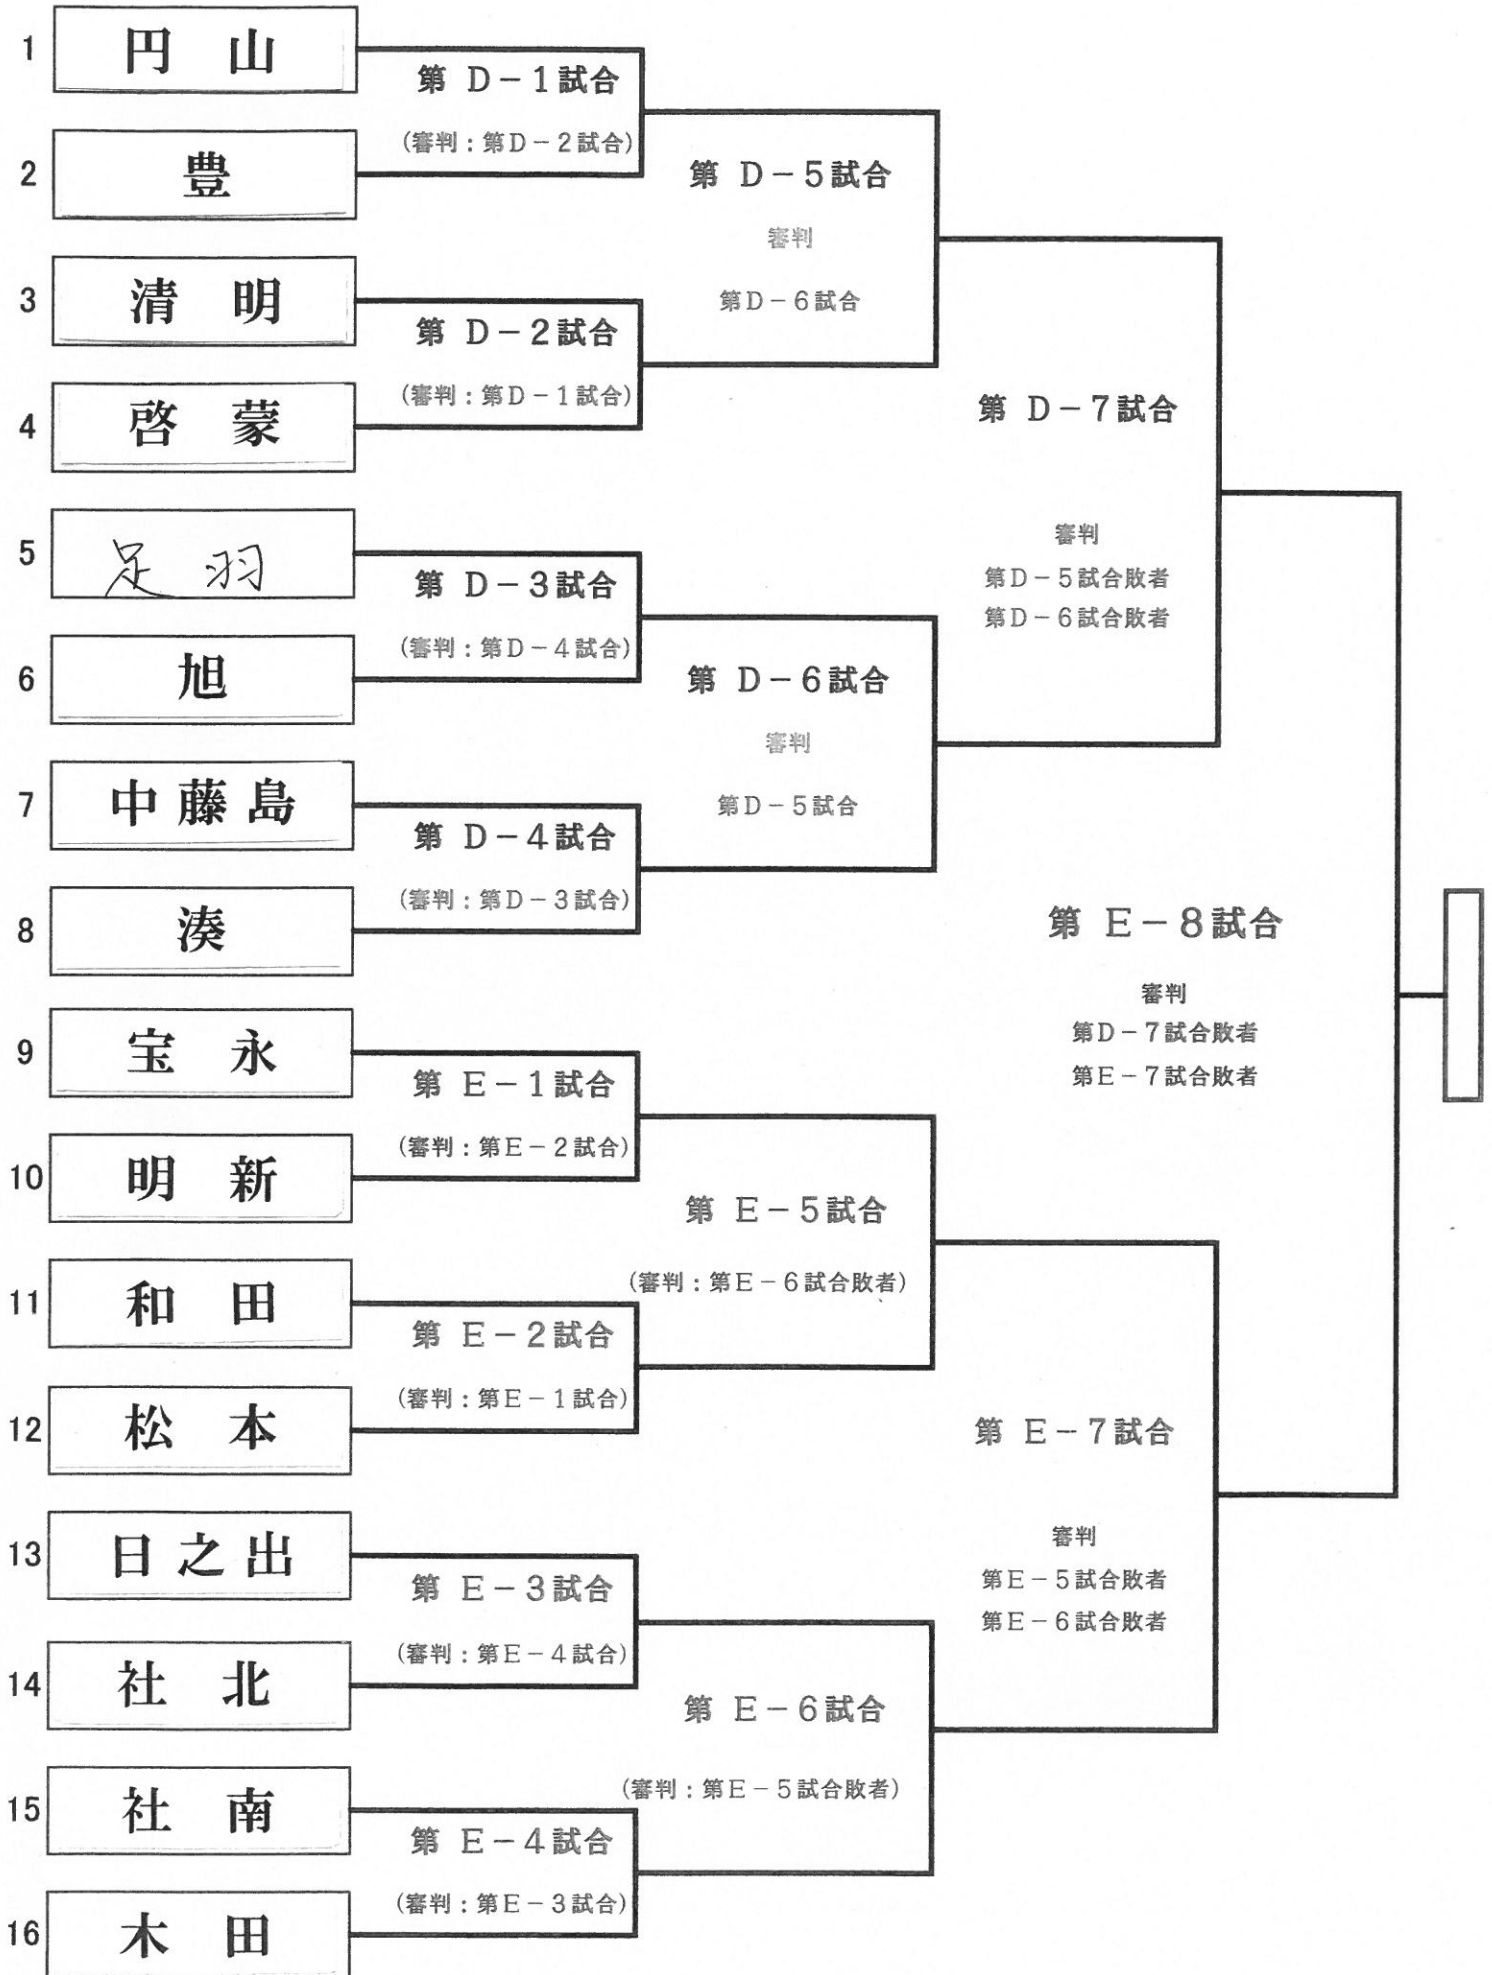 1 円 山
第 D－1試合
(審判：第D－2試合)
2 豊
第 D－5試合
審判
第D－6試合
3 清 明
第 D－2試合
(審判：第D－1試合)
4 啓 蒙
第 D－7試合
審判
第D－5試合敗者
第D－6試合敗者
5 足 羽
第 D－3試合
(審判：第D－4試合)
6 旭
第 D－6試合
審判
第D－5試合
7 中藤島
第 D－4試合
(審判：第D－3試合)
8 湊
第 E－8試合
審判
第D－7試合敗者
第E－7試合敗者
9 宝 永
第 E－1試合
(審判：第E－2試合)
10 明 新
第 E－5試合
(審判：第E－6試合敗者)
11 和 田
第 E－2試合
(審判：第E－1試合)
12 松 本
第 E－7試合
審判
第E－5試合敗者
第E－6試合敗者
13 日之出
第 E－3試合
(審判：第E－4試合)
14 社 北
第 E－6試合
(審判：第E－5試合敗者)
15 社 南
第 E－4試合
(審判：第E－3試合)
16 木 田